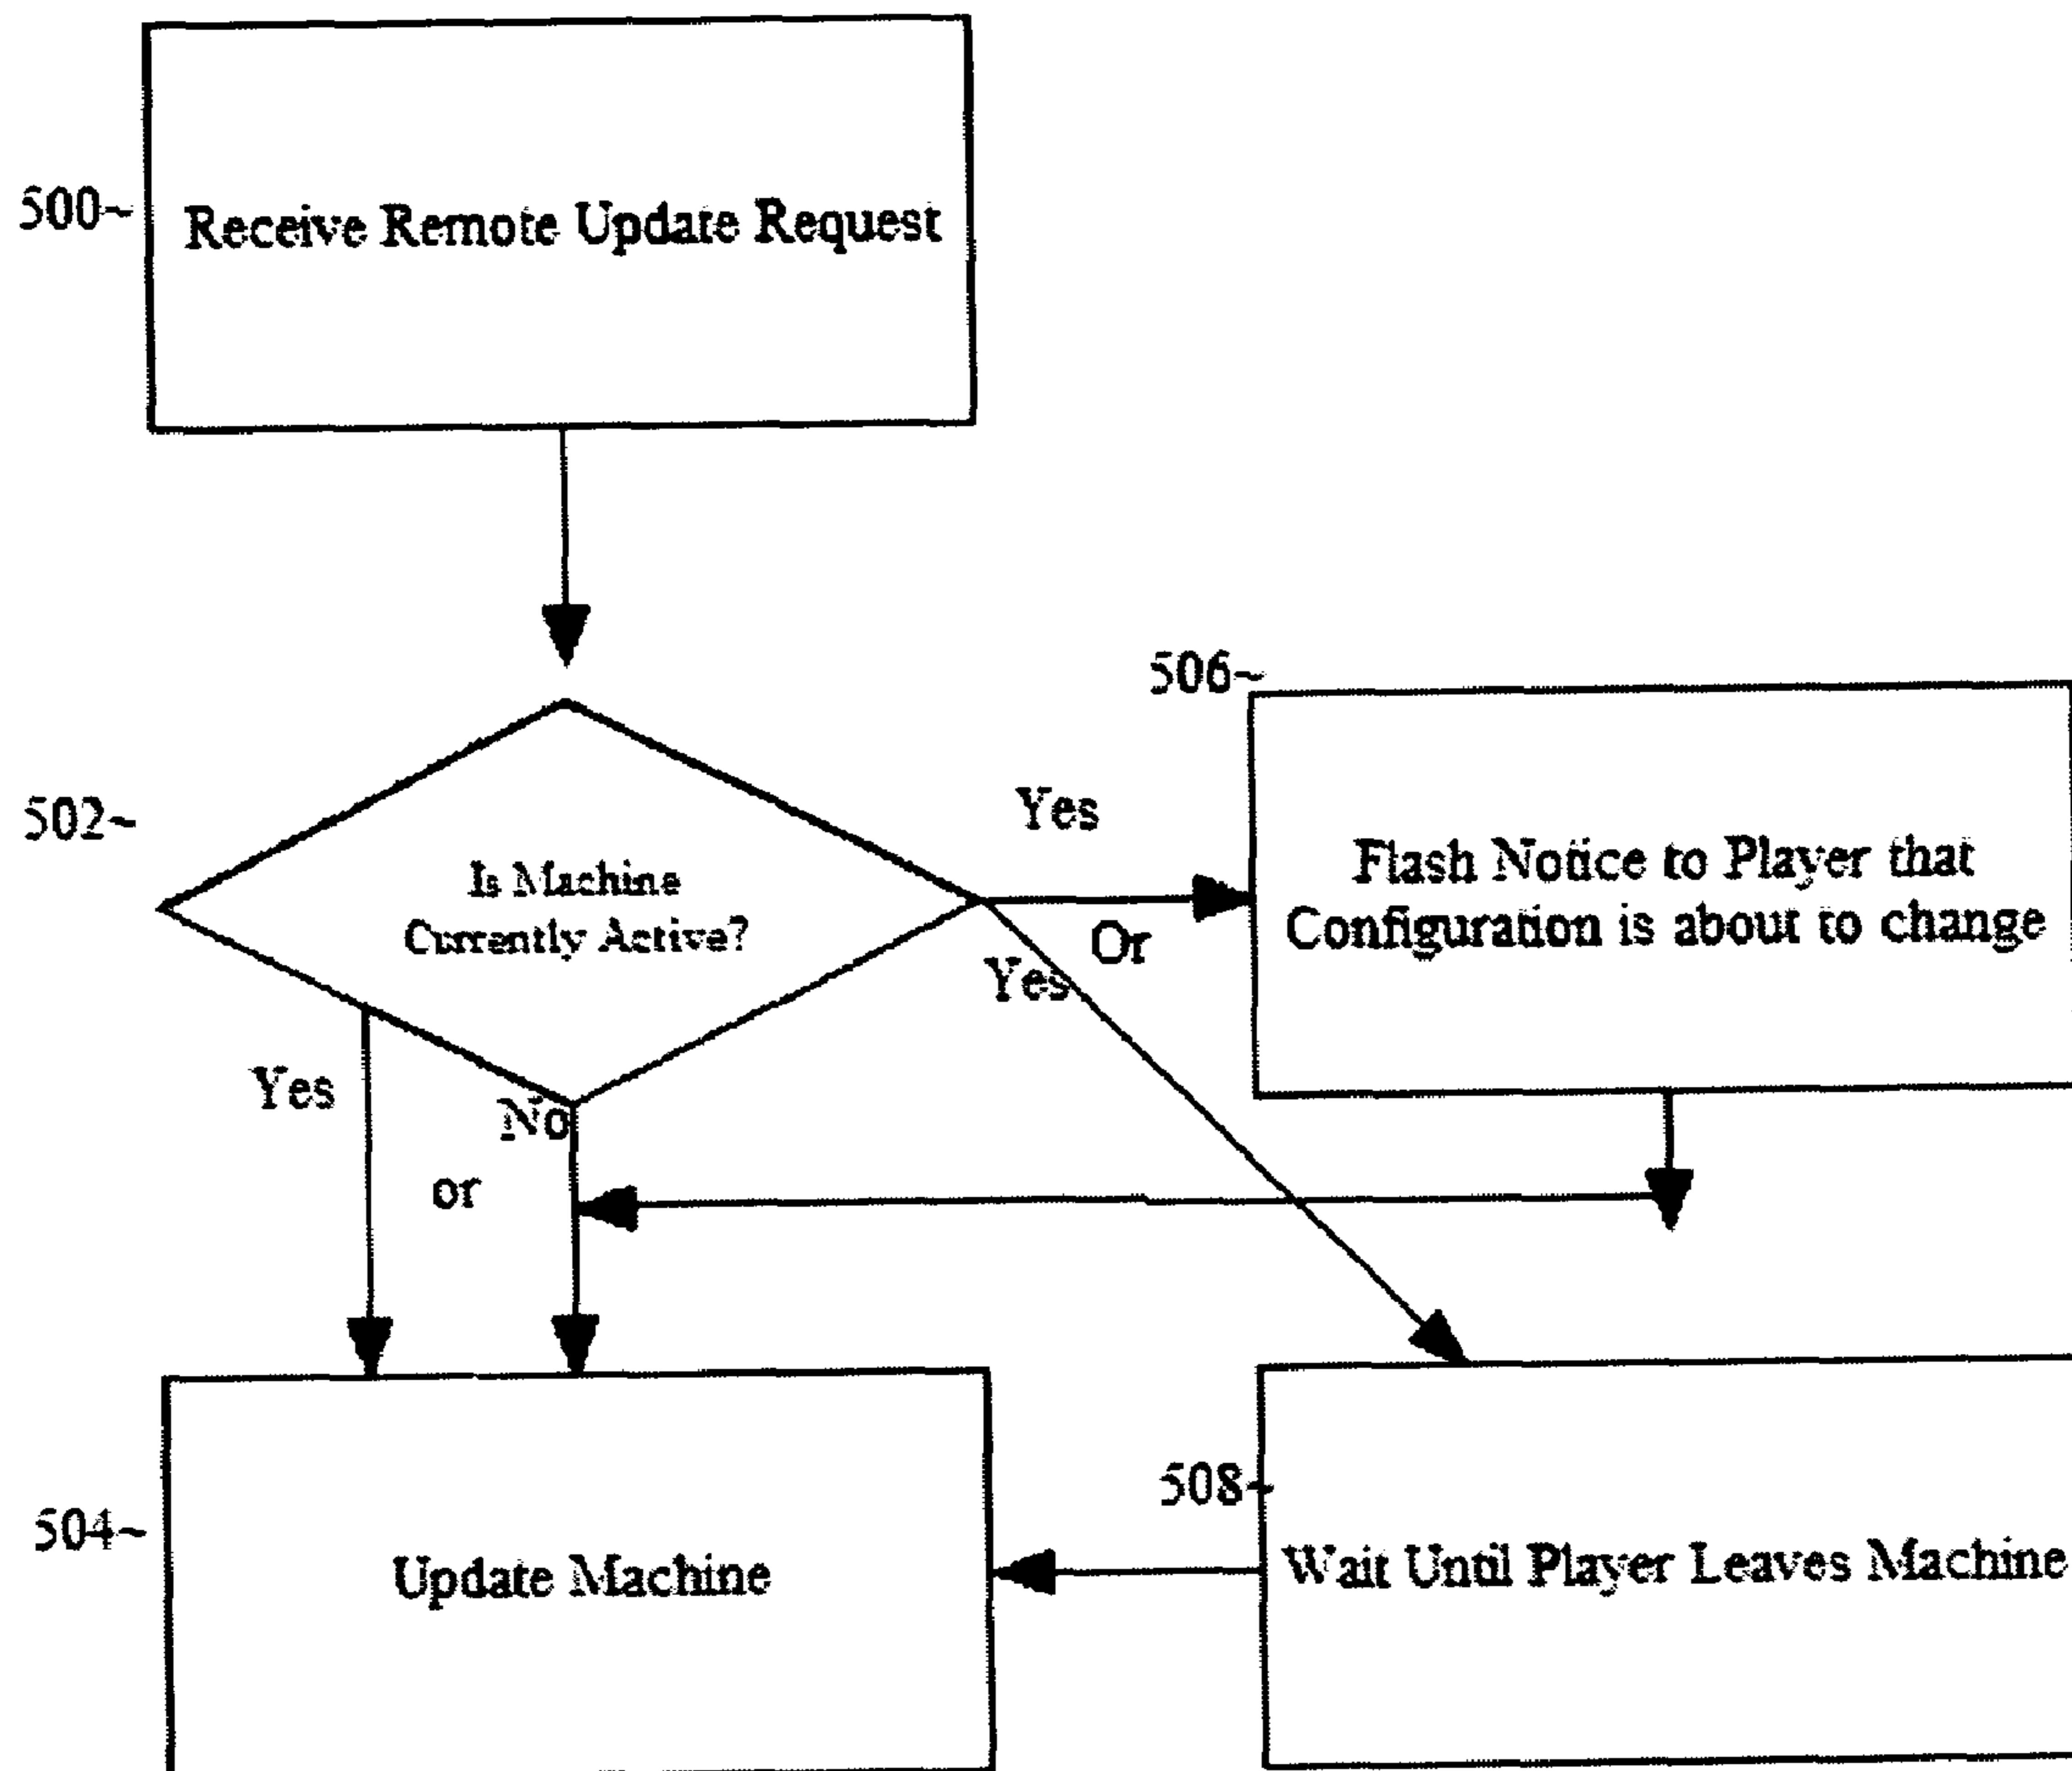 500~
Receive Remote Update Request
506~
502~
Yes
Is Machine
Currently Active?
Flash Notice to Player that
Configuration is about to change
Or
Yes
Yes
No
or
508~
504~
Update Machine
Wait Until Player Leaves Machine